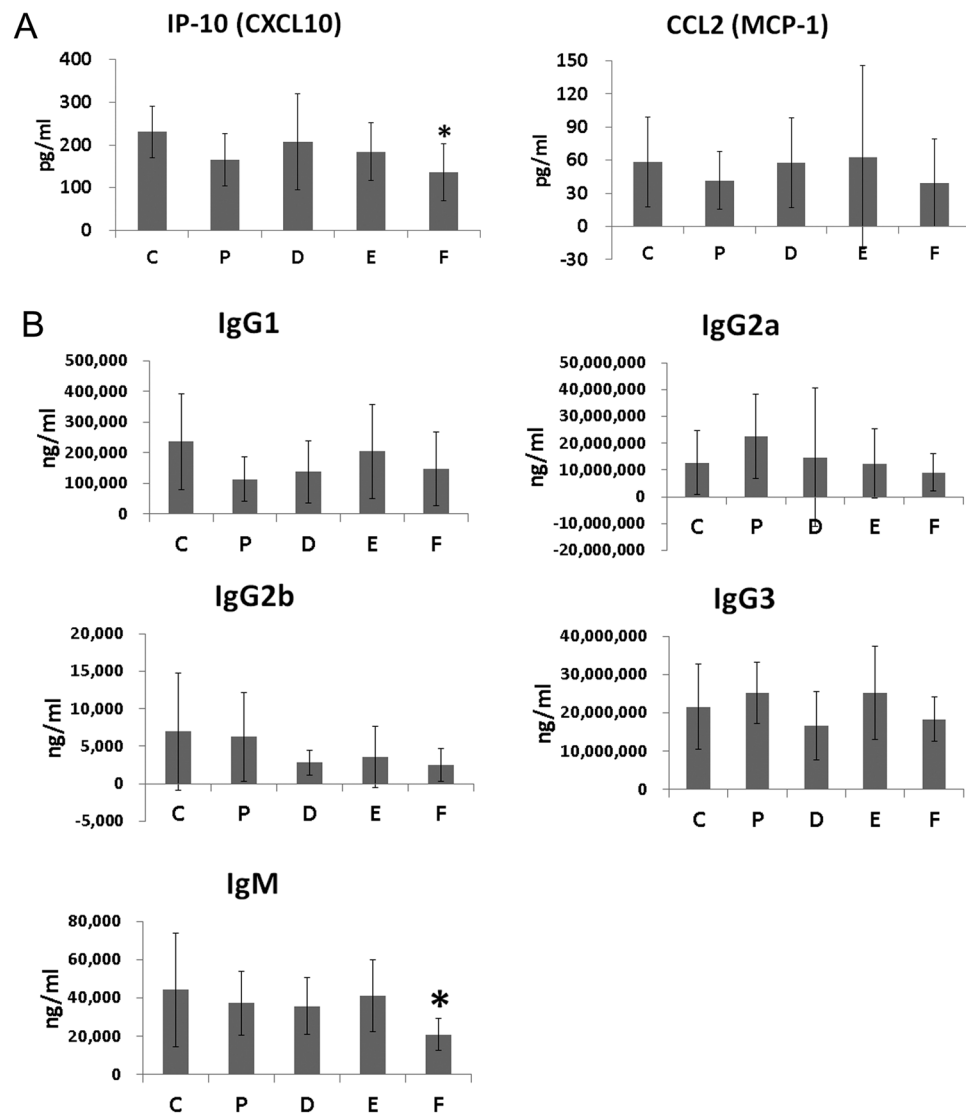 A
IP-10 (CXCL10)
400
300
200
100
0
pg/ml
*
C P D E F
CCL2 (MCP-1)
150
120
90
60
30
0
-30
pg/ml
C P D E F
B
IgG1
500,000
400,000
300,000
200,000
100,000
0
ng/ml
C P D E F
IgG2a
50,000,000
40,000,000
30,000,000
20,000,000
10,000,000
0
-10,000,000
-20,000,000
ng/ml
C P D E F
IgG2b
20,000
15,000
10,000
5,000
0
-5,000
ng/ml
C P D E F
IgG3
40,000,000
30,000,000
20,000,000
10,000,000
0
ng/ml
C P D E F
IgM
80,000
60,000
40,000
20,000
0
ng/ml
*
C P D E F